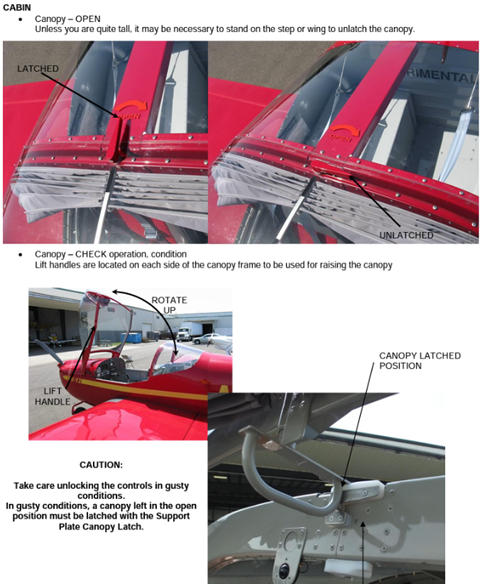 CABIN
• Canopy – OPEN
Unless you are quite tall, it may be necessary to stand on the step or wing to unlatch the canopy.
LATCHED
OPEN
OPEN
RIMENTAL
UNLATCHED
• Canopy – CHECK operation, condition
Lift handles are located on each side of the canopy frame to be used for raising the canopy
ROTATE
UP
LIFT
HANDLE
CANOPY LATCHED
POSITION
CAUTION:
Take care unlocking the controls in gusty
conditions.
In gusty conditions, a canopy left in the open
position must be latched with the Support
Plate Canopy Latch.